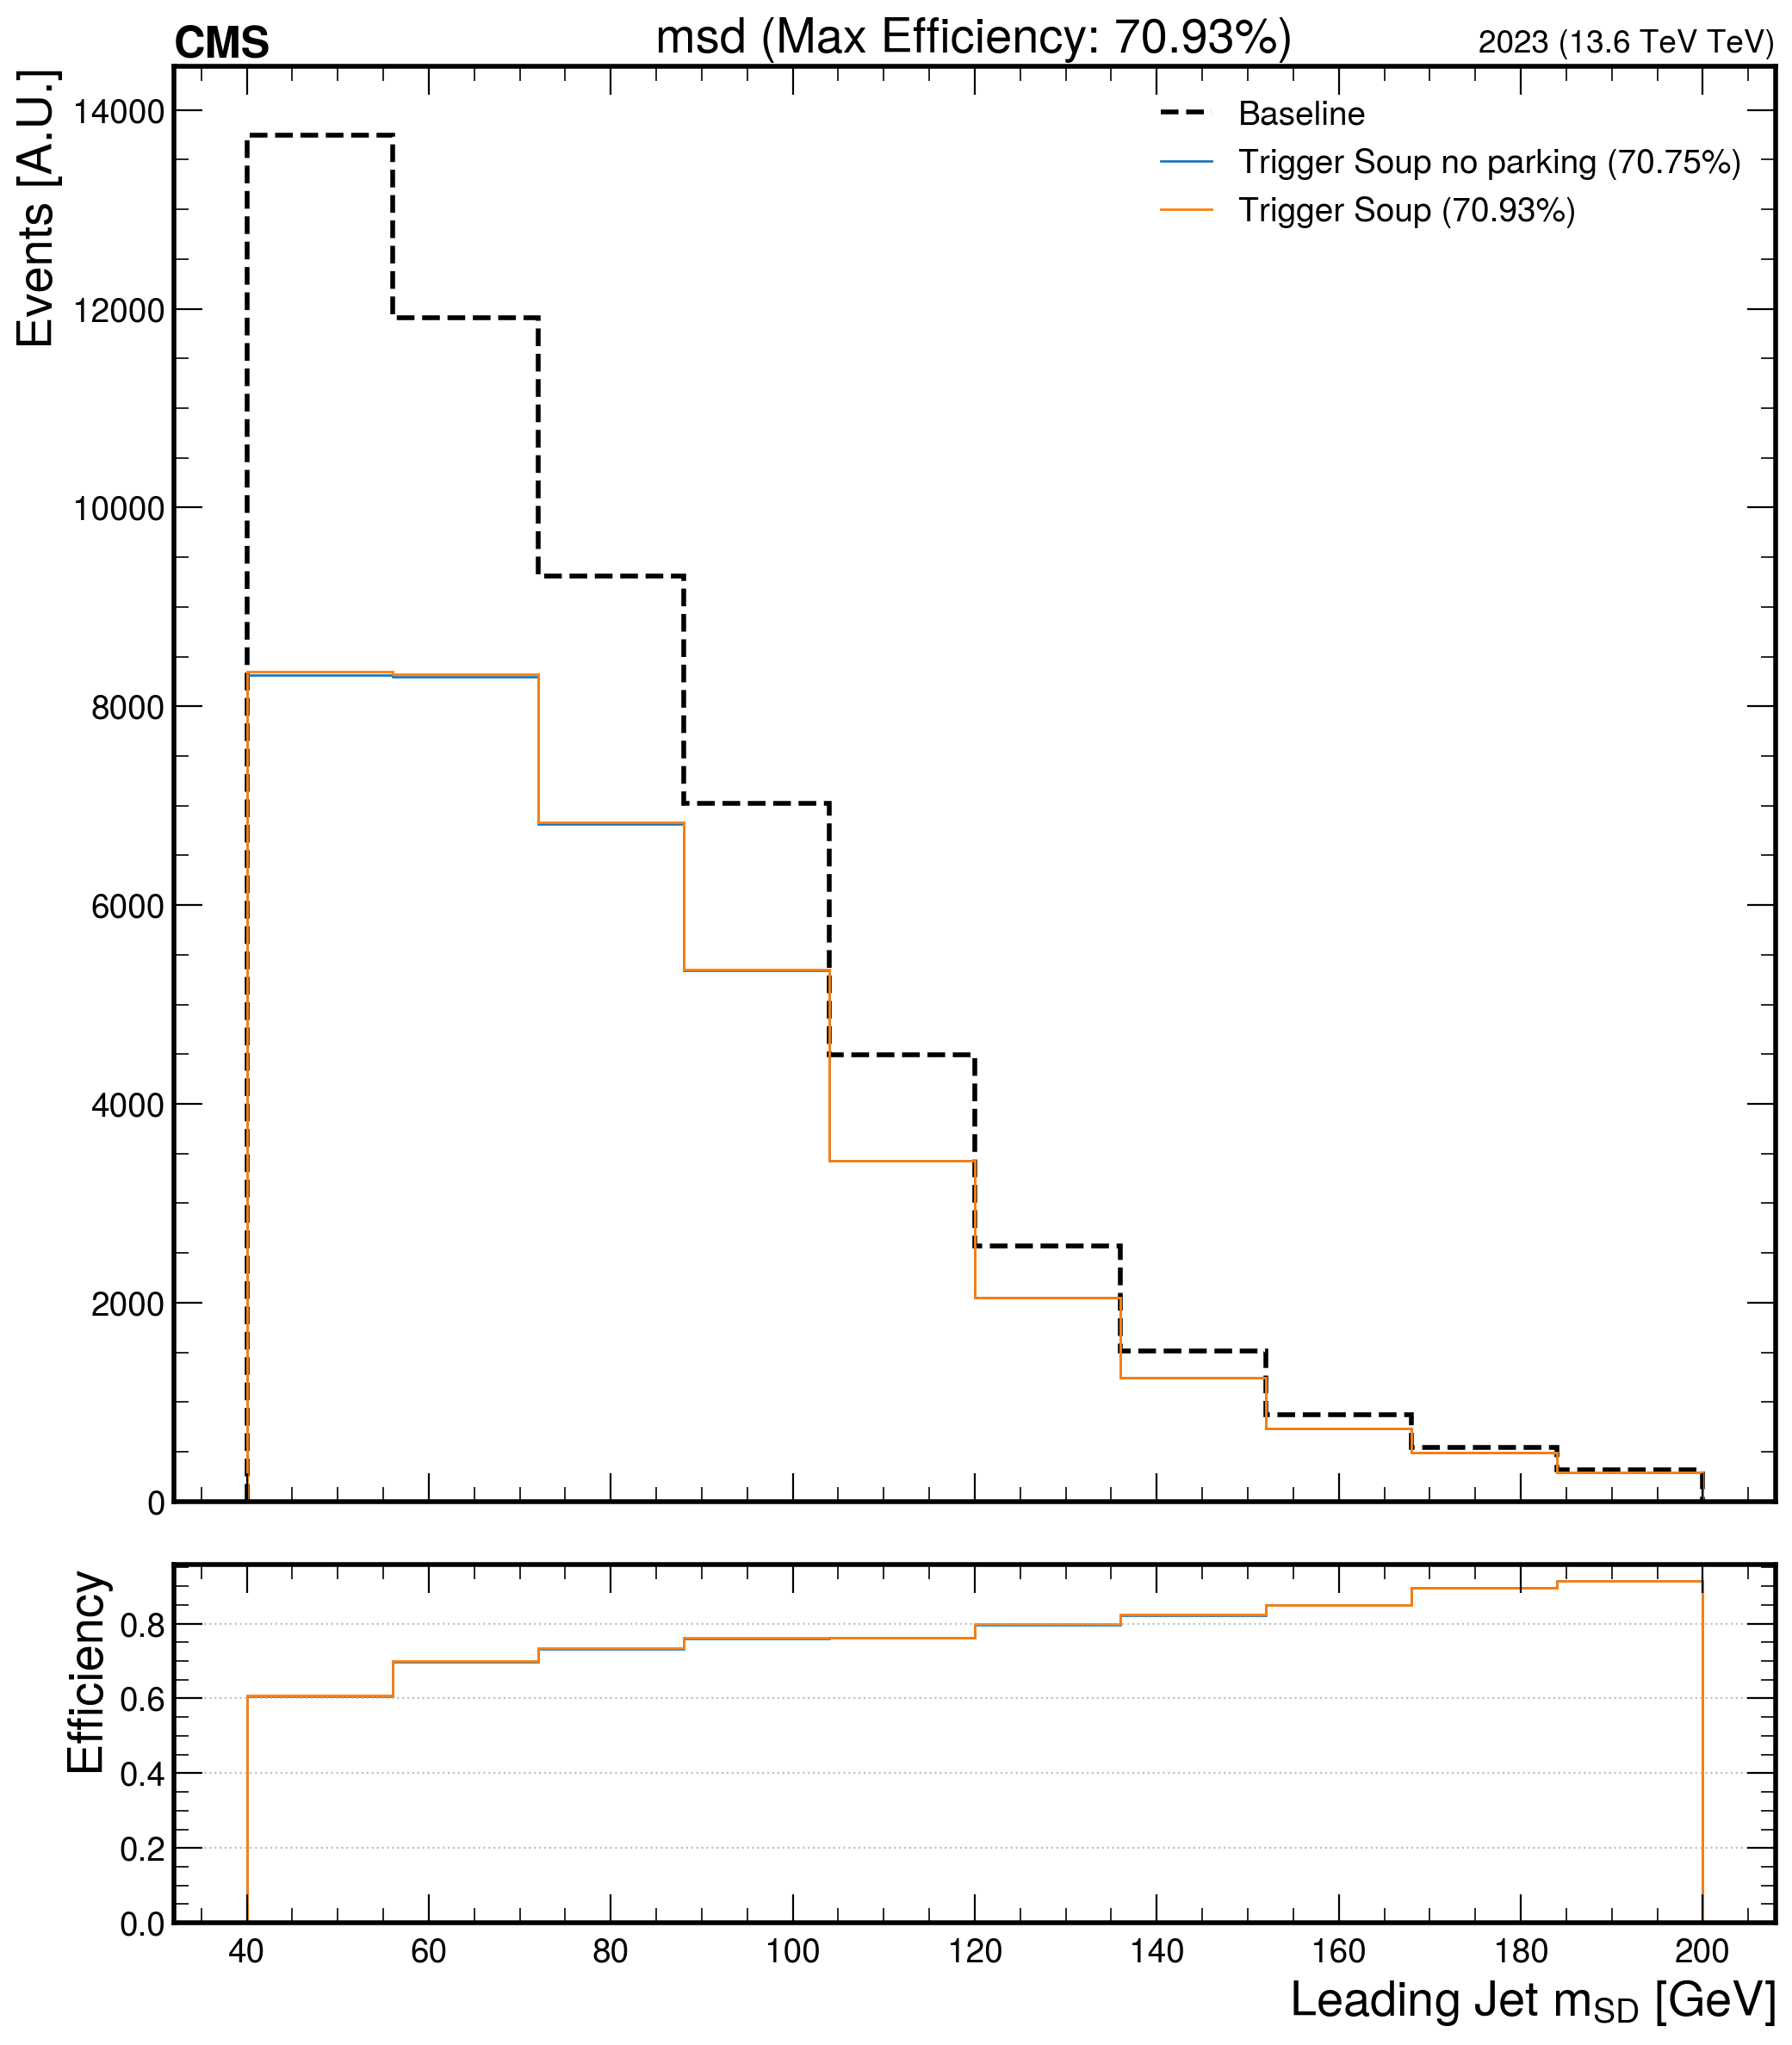 CMS
msd (Max Efficiency: 70.93%)
2023 (13.6 TeV TeV)
Events [A.U.]
14000
12000
10000
8000
6000
4000
2000
0
Baseline
Trigger Soup no parking (70.75%)
Trigger Soup (70.93%)
Efficiency
0.8
0.6
0.4
0.2
0.0
40 60 80 100 120 140 160 180 200
Leading Jet mSD [GeV]